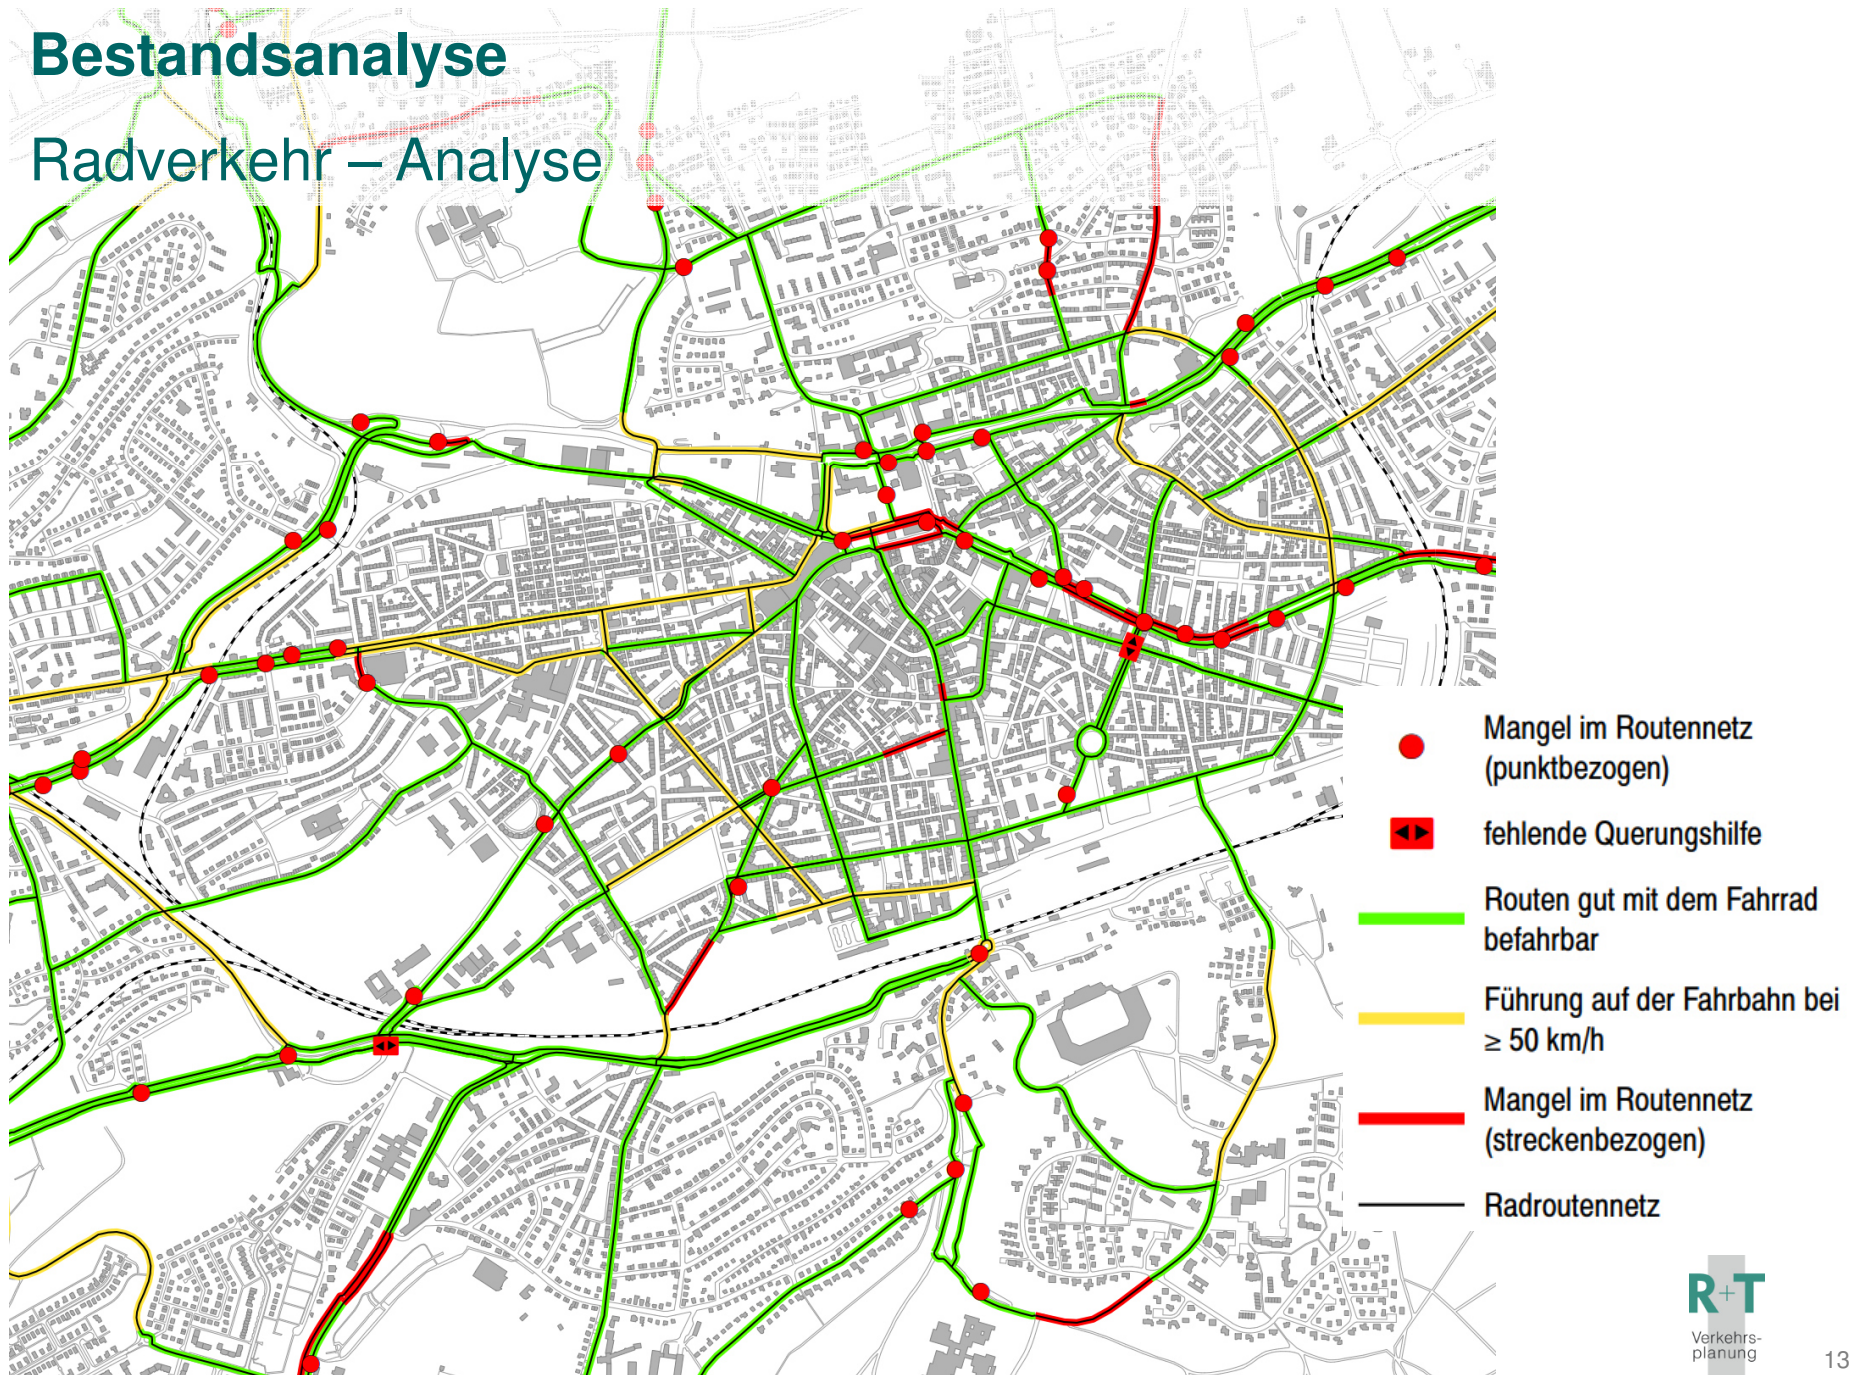 Bestandsanalyse
Radverkehr – Analyse
Mangel im Routennetz
(punktbezogen)
fehlende Querungshilfe
Routen gut mit dem Fahrrad
befahrbar
Führung auf der Fahrbahn bei
≥ 50 km/h
Mangel im Routennetz
(streckenbezogen)
Radroutennetz
R+T
Verkehrs-
planung
13